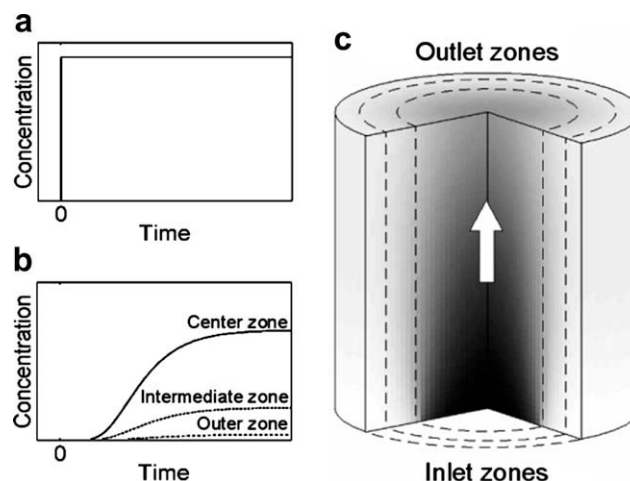 a
Concentration
0
Time
b
Concentration
Center zone
Intermediate zone
Outer zone
0
Time
c
Outlet zones
Inlet zones